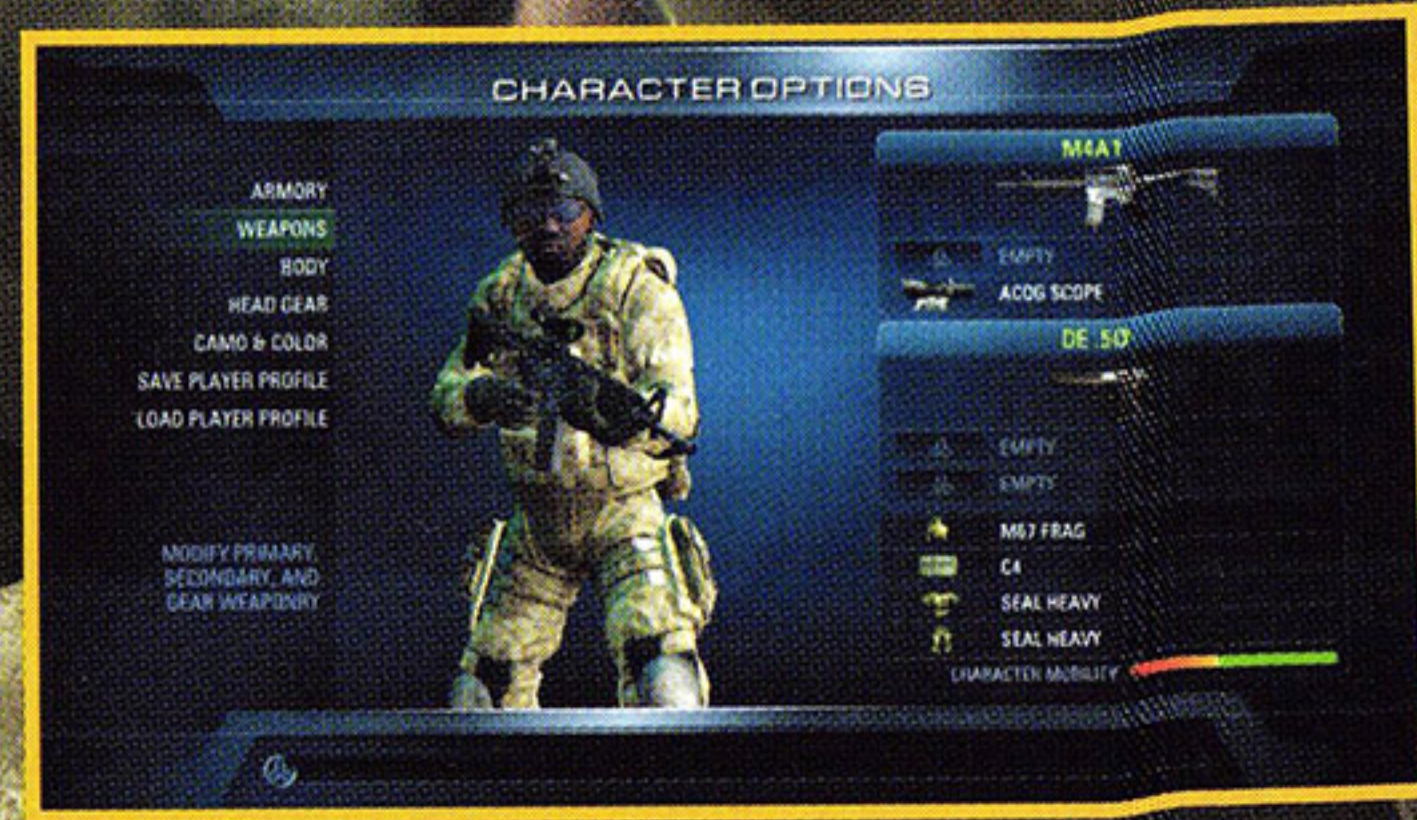 CHARACTER OPTIONS
ARMORY
WEAPONS
BODY
HEAD GEAR
CAMO & COLOR
SAVE PLAYER PROFILE
LOAD PLAYER PROFILE
MODIFY PRIMARY,
SECONDARY, AND
GEAR WEAPONRY
M4A1
EMPTY
ACOG SCOPE
DE .50
EMPTY
EMPTY
M67 FRAG
C4
SEAL HEAVY
SEAL HEAVY
CHARACTER MOBILITY